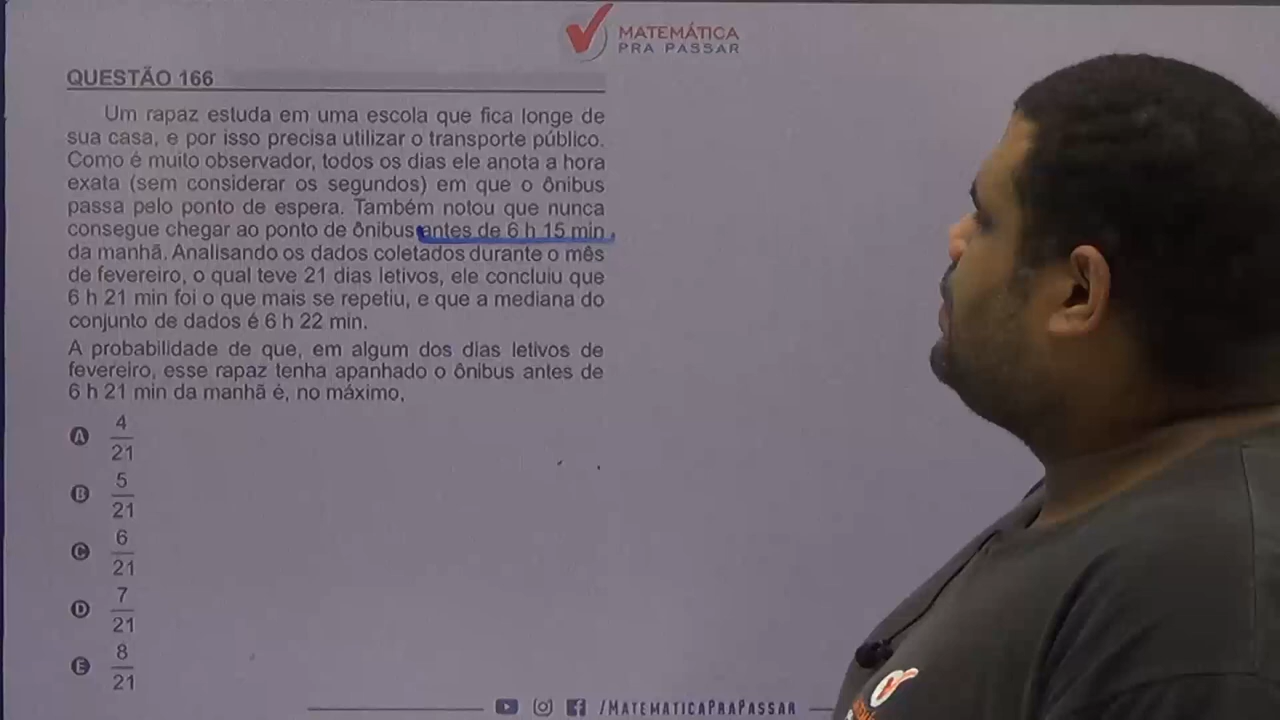 MATEMÁTICA
PRA PASSAR
QUESTÃO 166
Um rapaz estuda em uma escola que fica longe de
sua casa, e por isso precisa utilizar o transporte público.
Como é muito observador, todos os dias ele anota a hora
exata (sem considerar os segundos) em que o ônibus
passa pelo ponto de espera. Também notou que nunca
consegue chegar ao ponto de ônibus antes de 6 h 15 min
da manhã. Analisando os dados coletados durante o mês
de fevereiro, o qual teve 21 dias letivos, ele concluiu que
6 h 21 min foi o que mais se repetiu, e que a mediana do
conjunto de dados é 6 h 22 min.
A probabilidade de que, em algum dos dias letivos de
fevereiro, esse rapaz tenha apanhado o ônibus antes de
6 h 21 min da manhã é, no máximo,
A 4/21
B 5/21
C 6/21
D 7/21
E 8/21
/MATEMATICAPRAPASSAR